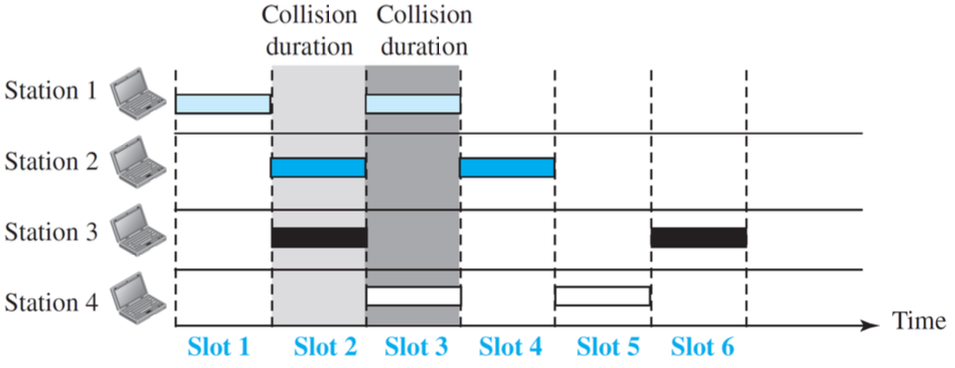 Collision Collision
duration duration
Station 1
Station 2
Station 3
Station 4
Time
Slot 1 Slot 2 Slot 3 Slot 4 Slot 5 Slot 6